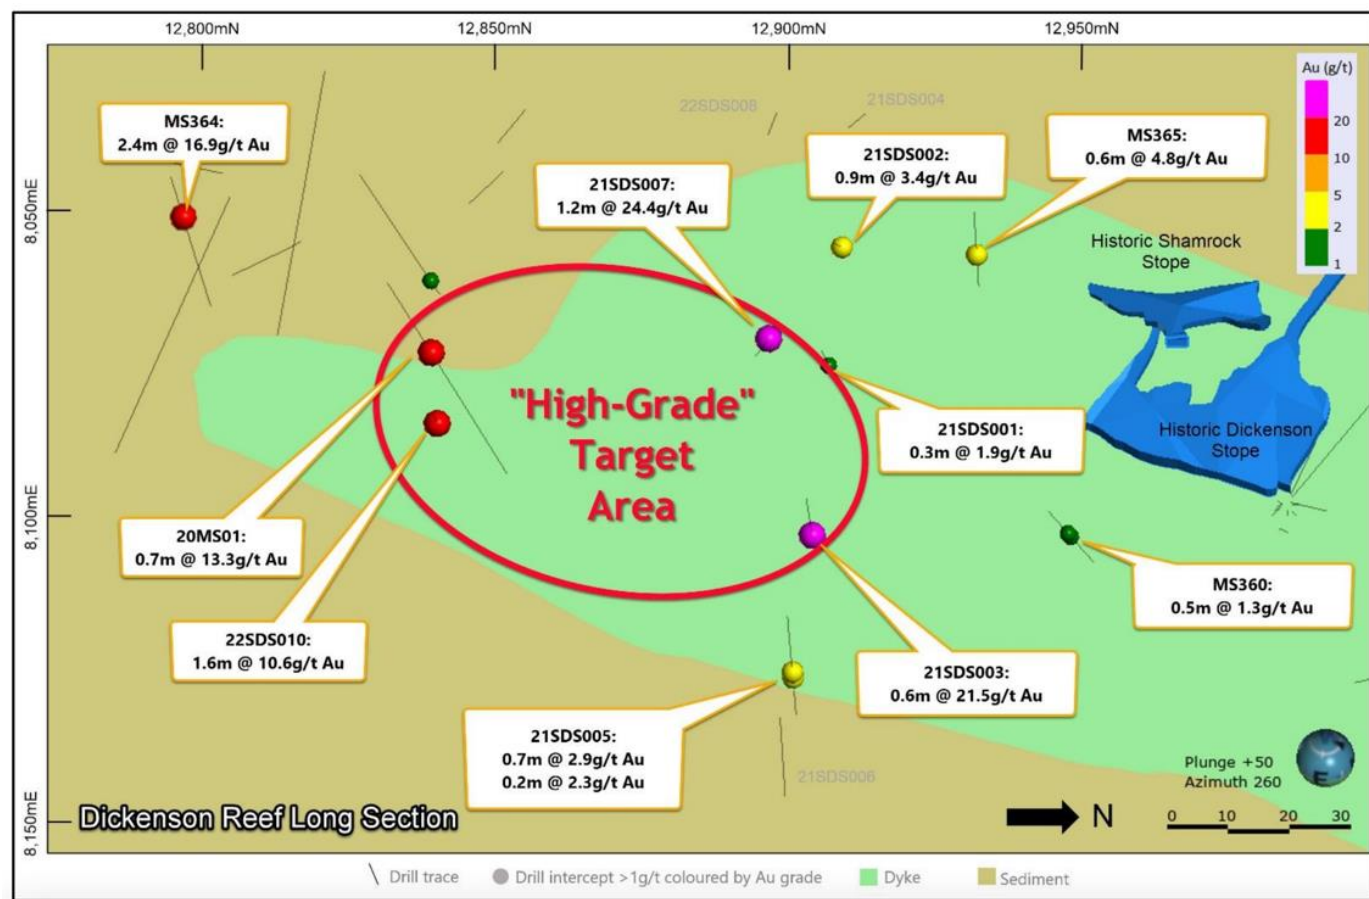 12,800mN
12,850mN
12,900mN
12,950mN
Au (g/t)
20
10
5
2
1
22SDS008
21SDS004
MS364:
2.4m @ 16.9g/t Au
21SDS007:
1.2m @ 24.4g/t Au
21SDS002:
0.9m @ 3.4g/t Au
MS365:
0.6m @ 4.8g/t Au
8,050mE
Historic Shamrock
Stope
"High-Grade"
Target
Area
21SDS001:
0.3m @ 1.9g/t Au
Historic Dickenson
Stope
8,100mE
20MS01:
0.7m @ 13.3g/t Au
MS360:
0.5m @ 1.3g/t Au
22SDS010:
1.6m @ 10.6g/t Au
21SDS003:
0.6m @ 21.5g/t Au
21SDS005:
0.7m @ 2.9g/t Au
0.2m @ 2.3g/t Au
21SDS006
Plunge +50
Azimuth 260
E
8,150mE
Dickenson Reef Long Section
N
0 10 20 30
Drill trace
Drill intercept >1g/t coloured by Au grade
Dyke
Sediment